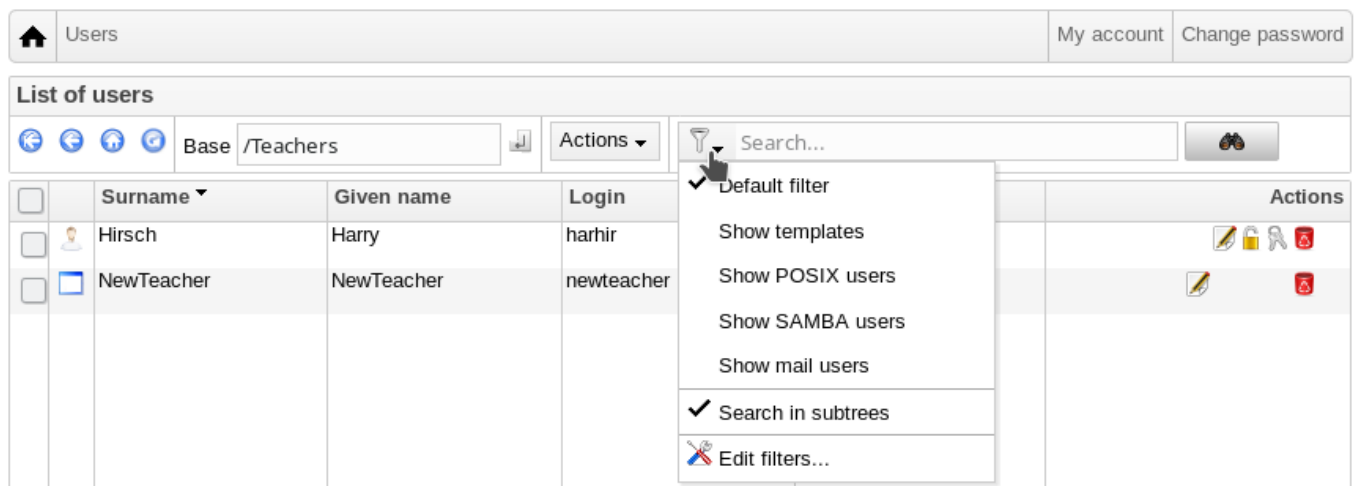 Users My account Change password
List of users
Base /Teachers Actions Search...
Surname Given name Login Actions
Hirsch Harry harhir
NewTeacher NewTeacher newteacher
Default filter
Show templates
Show POSIX users
Show SAMBA users
Show mail users
Search in subtrees
Edit filters...